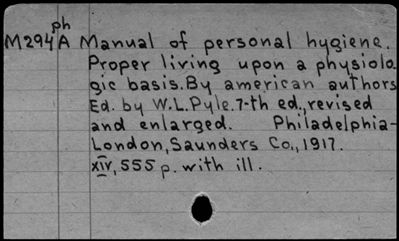 ph
M294 A Manual of personal hygiene.
Proper living upon a physiolo
gic basis. By american authors
Ed. by W.L.Pyle. 7-th ed., revised
and enlarged. Philadelphia-
London, Saunders Co., 1917.
xiv, 555 p. with ill.